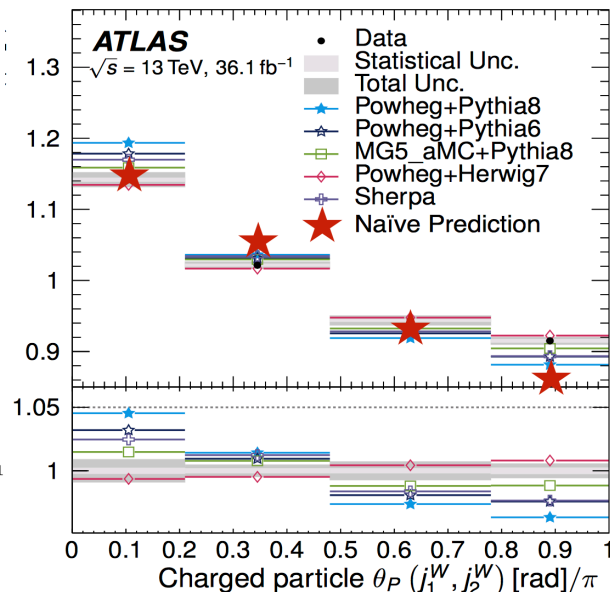 ATLAS
√s = 13 TeV, 36.1 fb⁻¹
Data
Statistical Unc.
Total Unc.
Powheg+Pythia8
Powheg+Pythia6
MG5_aMC+Pythia8
Powheg+Herwig7
Sherpa
Naïve Prediction
1.3
1.2
1.1
1
0.9
1.05
1
0 0.1 0.2 0.3 0.4 0.5 0.6 0.7 0.8 0.9 1
Charged particle θ_P (j₁ᵂ, j₂ᵂ) [rad]/π